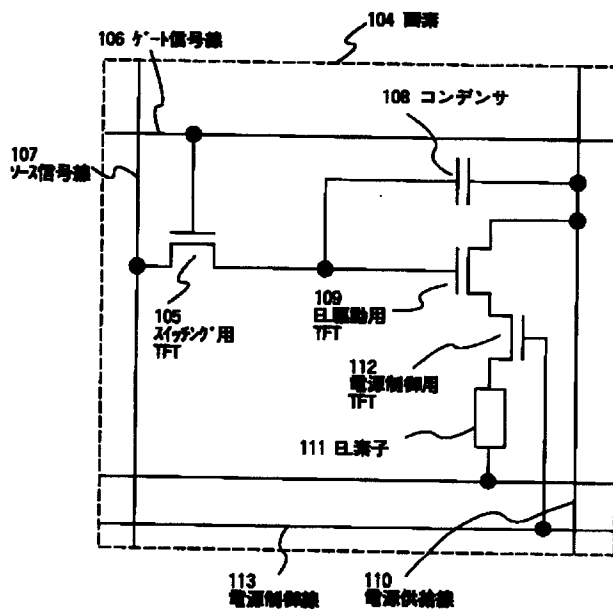 104 画素
106 ゲート信号線
108 コンデンサ
107
ソース信号線
105
スイッチング用
TFT
109
EL駆動用
TFT
112
電源制御用
TFT
111 EL素子
113
電源制御線
110
電源供給線